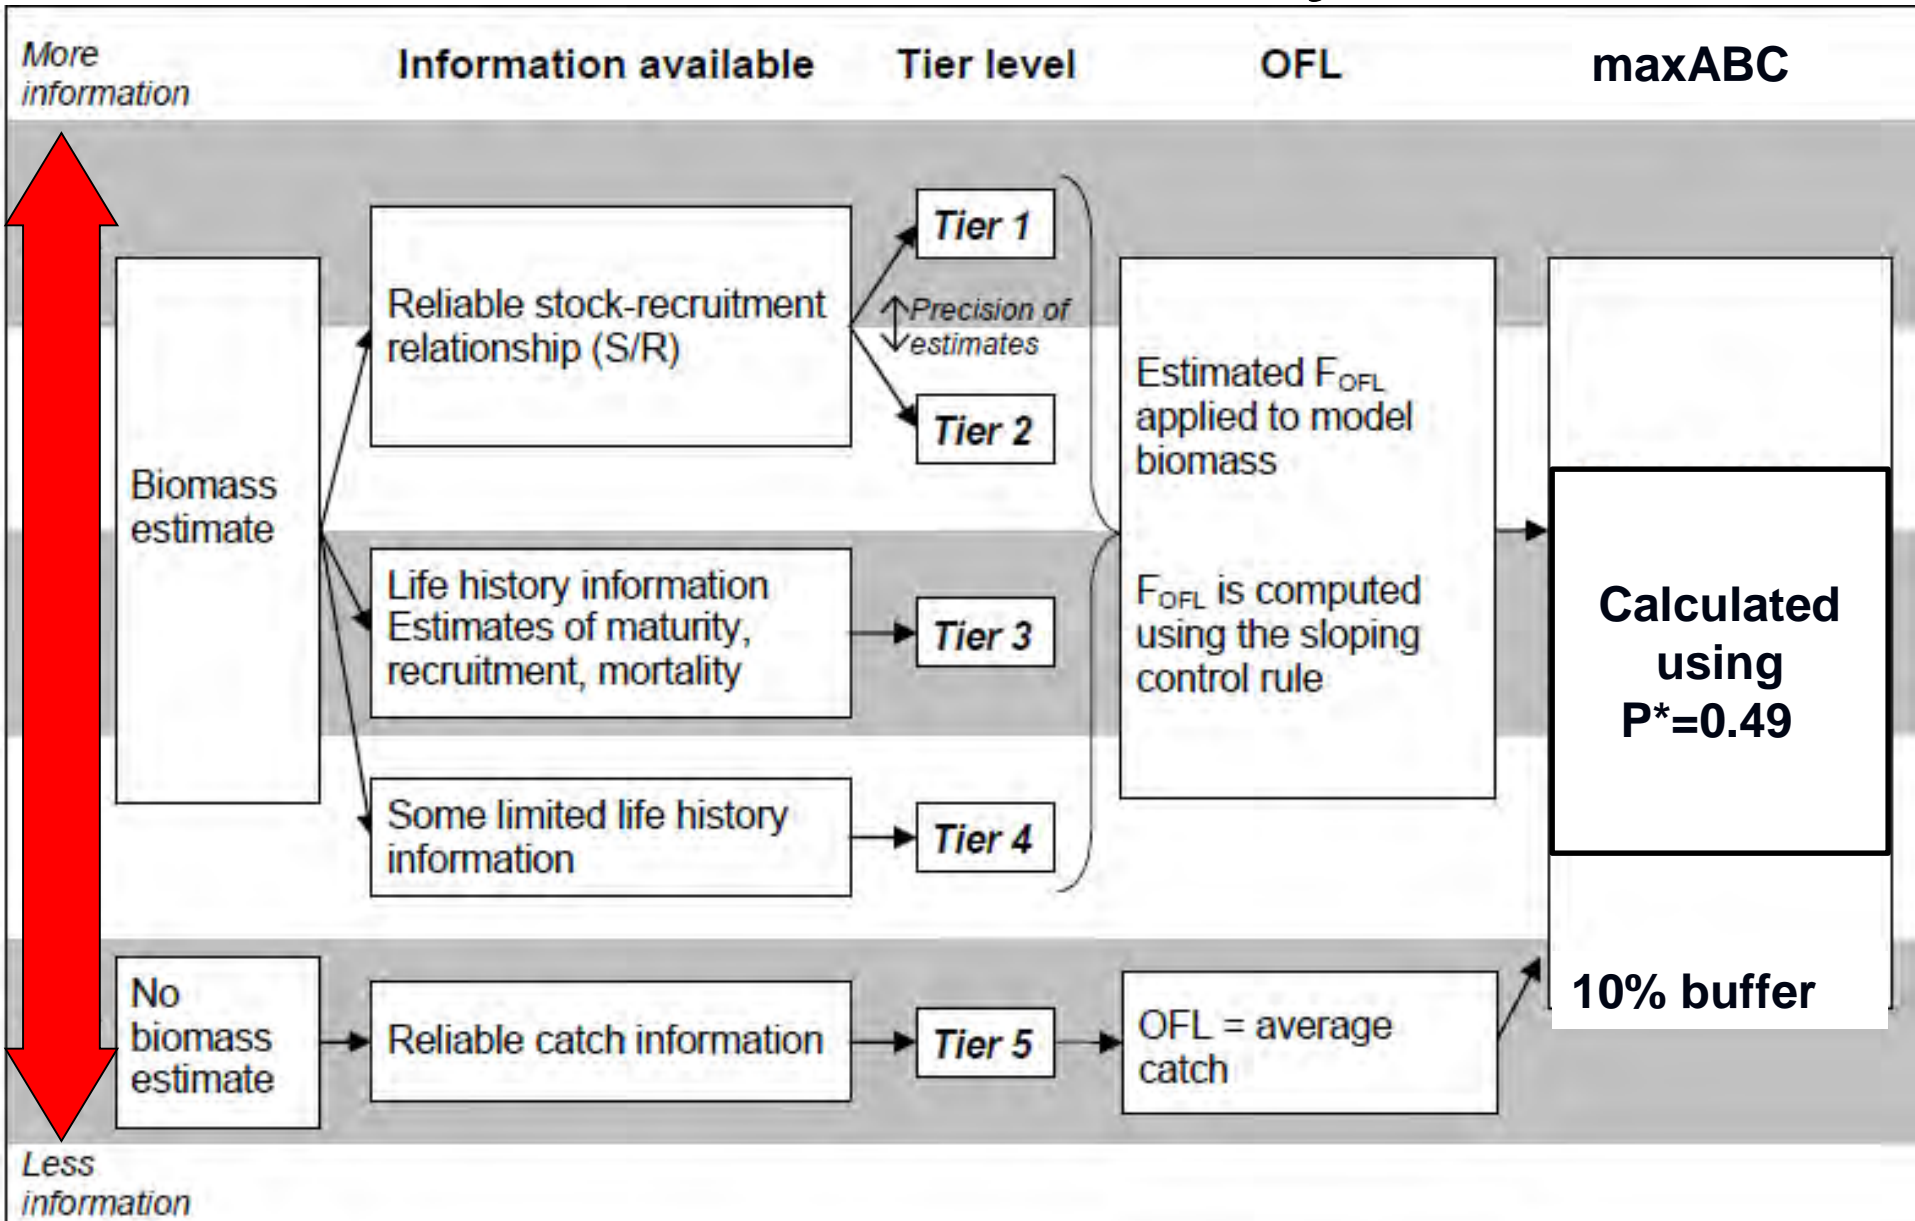 More
information
Information available
Tier level
OFL
maxABC
Biomass
estimate
Reliable stock-recruitment
relationship (S/R)
Tier 1
Precision of
estimates
Tier 2
Life history information
Estimates of maturity,
recruitment, mortality
Tier 3
Some limited life history
information
Tier 4
Estimated FOFL
applied to model
biomass
FOFL is computed
using the sloping
control rule
Calculated
using
P*=0.49
No
biomass
estimate
Reliable catch information
Tier 5
OFL = average
catch
10% buffer
Less
information